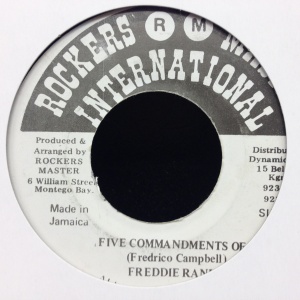 ROCKERS
R M
INTERNATIONAL
Produced &
Arranged by
ROCKERS
MASTER
6 William Street
Montego Bay.
Made in
Jamaica
Distribu
Dynamic
15 Bel
Kgn
923
92
FIVE COMMANDMENTS OF
(Fredrico Campbell)
FREDDIE RAN